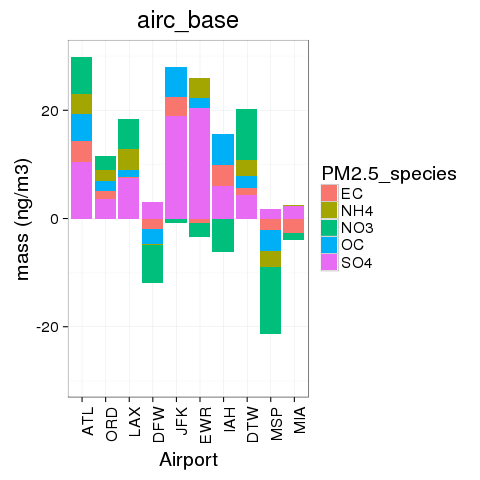 airc_base
mass (ng/m3)
20
0
-20
ATL
ORD
LAX
DFW
JFK
EWR
IAH
DTW
MSP
MIA
Airport
PM2.5_species
EC
NH4
NO3
OC
SO4